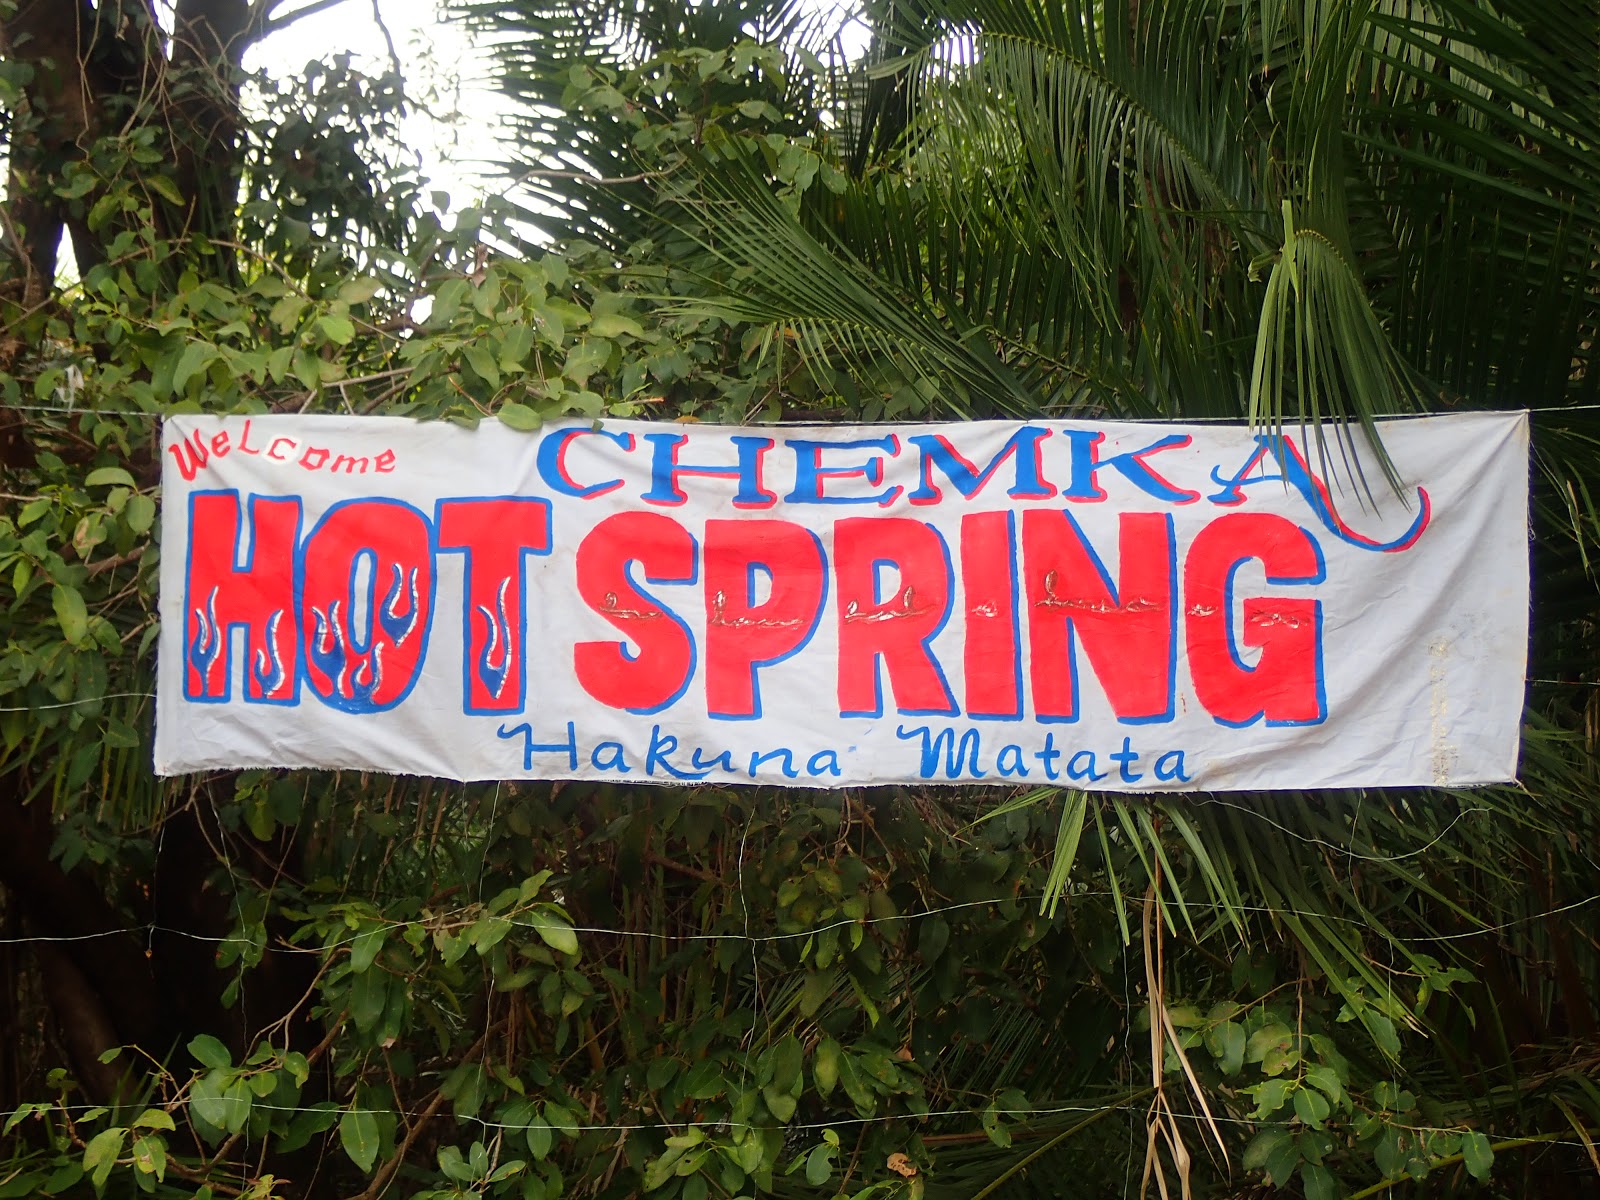 Welcome CHEMKA
HOT SPRING
Hakuna Matata